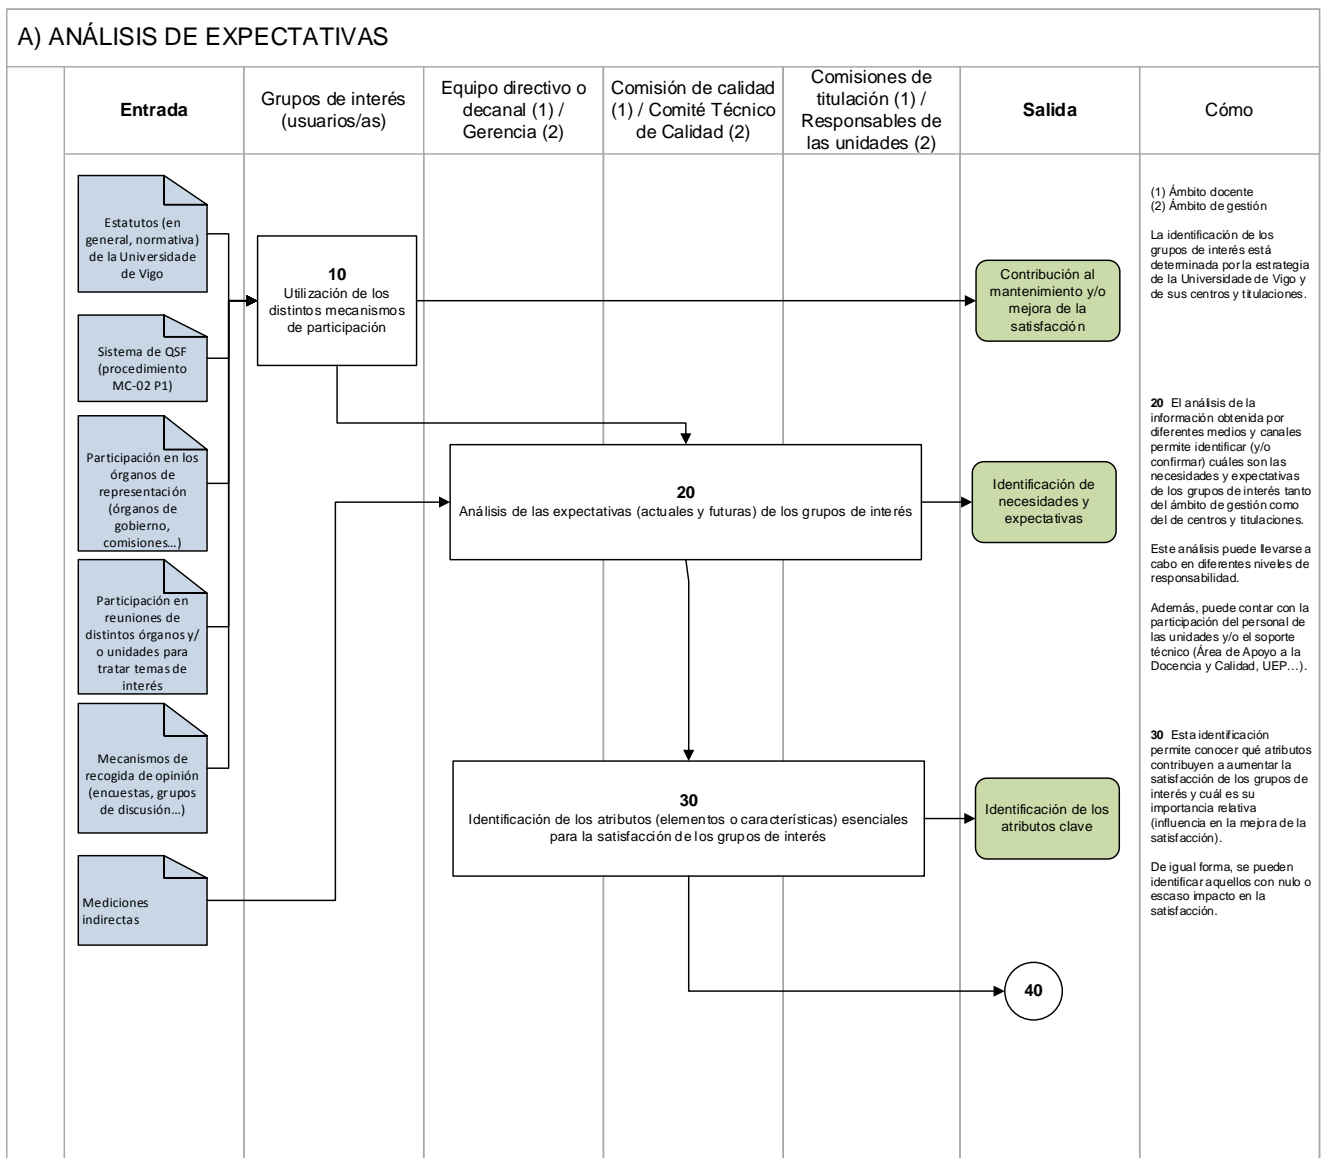 A) ANÁLISIS DE EXPECTATIVAS
Entrada
Grupos de interés
(usuarios/as)
Equipo directivo o
decanal (1) /
Gerencia (2)
Comisión de calidad
(1) / Comité Técnico
de Calidad (2)
Comisiones de
titulación (1) /
Responsables de
las unidades (2)
Salida
Cómo
Estatutos (en
general, normativa)
de la Universidade
de Vigo
Sistema de QSF
(procedimiento
MC-02 P1)
Participación en los
órganos de
representación
(órganos de
gobierno,
comisiones...)
Participación en
reuniones de
distintos órganos y/
o unidades para
tratar temas de
interés
Mecanismos de
recogida de opinión
(encuestas, grupos
de discusión...)
Mediciones
indirectas
10
Utilización de los
distintos mecanismos
de participación
20
Análisis de las expectativas (actuales y futuras) de los grupos de interés
30
Identificación de los atributos (elementos o características) esenciales
para la satisfacción de los grupos de interés
Contribución al
mantenimiento y/o
mejora de la
satisfacción
Identificación de
necesidades y
expectativas
Identificación de los
atributos clave
40
(1) Ámbito docente
(2) Ámbito de gestión
La identificación de los
grupos de interés está
determinada por la estrategia
de la Universidade de Vigo y
de sus centros y titulaciones.
20 El análisis de la
información obtenida por
diferentes medios y canales
permite identificar (y/o
confirmar) cuáles son las
necesidades y expectativas
de los grupos de interés tanto
del ámbito de gestión como
del de centros y titulaciones.
Este análisis puede llevarse a
cabo en diferentes niveles de
responsabilidad.
Además, puede contar con la
participación del personal de
las unidades y/o el soporte
técnico (Área de Apoyo a la
Docencia y Calidad, UEP...).
30 Esta identificación
permite conocer qué atributos
contribuyen a aumentar la
satisfacción de los grupos de
interés y cuál es su
importancia relativa
(influencia en la mejora de la
satisfacción).
De igual forma, se pueden
identificar aquellos con nulo o
escaso impacto en la
satisfacción.